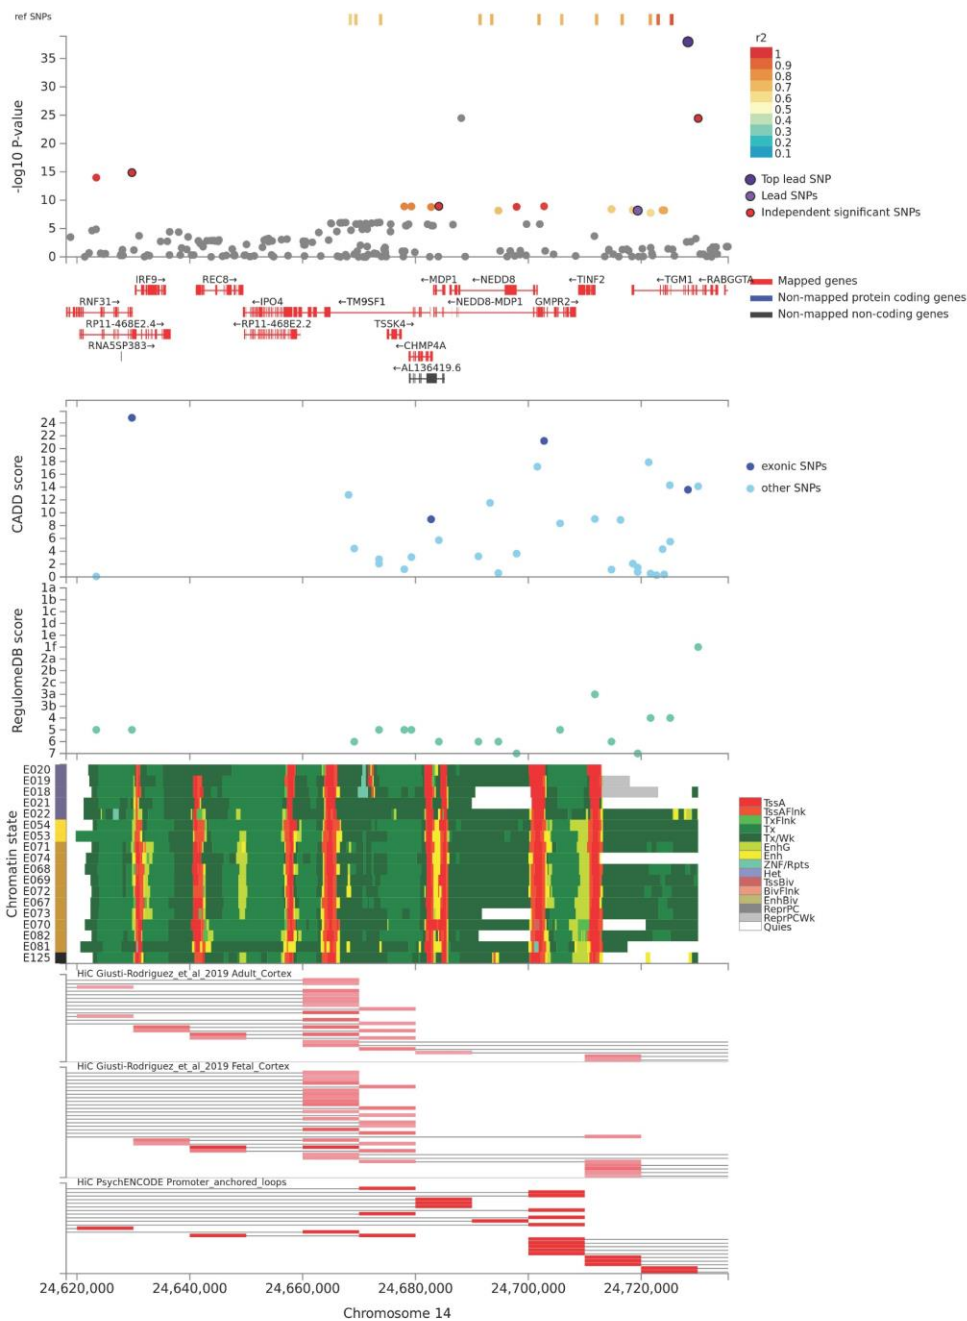 ref SNPs
-log10 P-value
35
30
25
20
15
10
5
0
r2
1
0.9
0.8
0.7
0.6
0.5
0.4
0.3
0.2
0.1
Top lead SNP
Lead SNPs
Independent significant SNPs
IRF9→
REC8→
←MDP1
←NEDD8
←TINF2
←TGM1
←RABGGTA
RNF31→
←IPO4
←TM9SF1
←NEDD8-MDP1
GMPR2→
RP11-468E2.4→
←RP11-468E2.2
TSSK4→
RNA5SP383→
←CHMP4A
←AL136419.6
Mapped genes
Non-mapped protein coding genes
Non-mapped non-coding genes
CADD score
24
22
20
18
16
14
12
10
8
6
4
2
0
exonic SNPs
other SNPs
RegulomeDB score
1a
1b
1c
1d
1e
1f
2a
2b
2c
3a
3b
4
5
6
7
Chromatin state
E020
E019
E018
E021
E022
E054
E053
E071
E074
E068
E069
E072
E067
E073
E070
E082
E081
E125
TssA
TssAFlnk
TxFlnk
Tx
Tx/Wk
EnhG
Enh
ZNF/Rpts
Het
TssBiv
BivFlnk
EnhBiv
ReprPC
ReprPCWk
Quies
HiC Giusti-Rodriguez_et_al_2019 Adult_Cortex
HiC Giusti-Rodriguez_et_al_2019 Fetal_Cortex
HiC PsychENCODE Promoter_anchored_loops
24,620,000
24,640,000
24,660,000
24,680,000
24,700,000
24,720,000
Chromosome 14